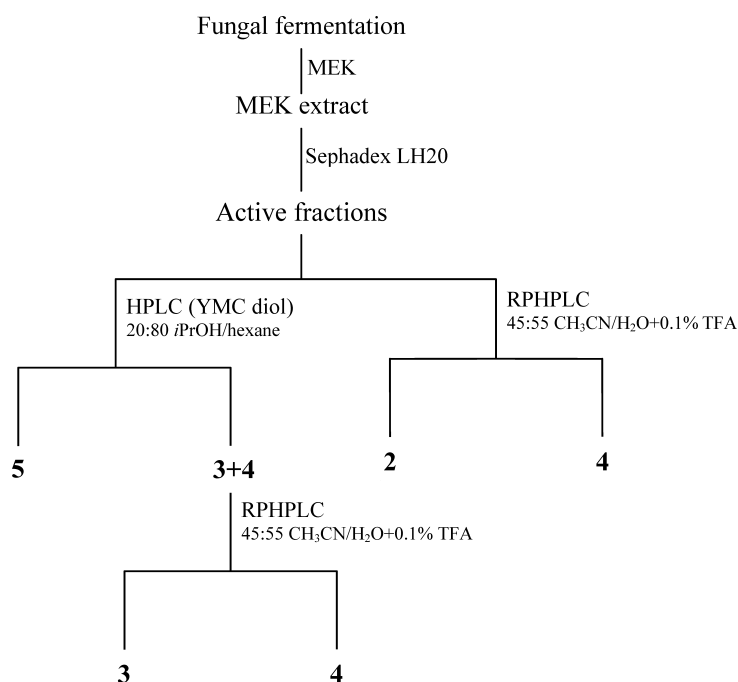 Fungal fermentation
MEK
MEK extract
Sephadex LH20
Active fractions
HPLC (YMC diol)
20:80 iPrOH/hexane
RPHPLC
45:55 CH₃CN/H₂O+0.1% TFA
5
3+4
2
4
RPHPLC
45:55 CH₃CN/H₂O+0.1% TFA
3
4